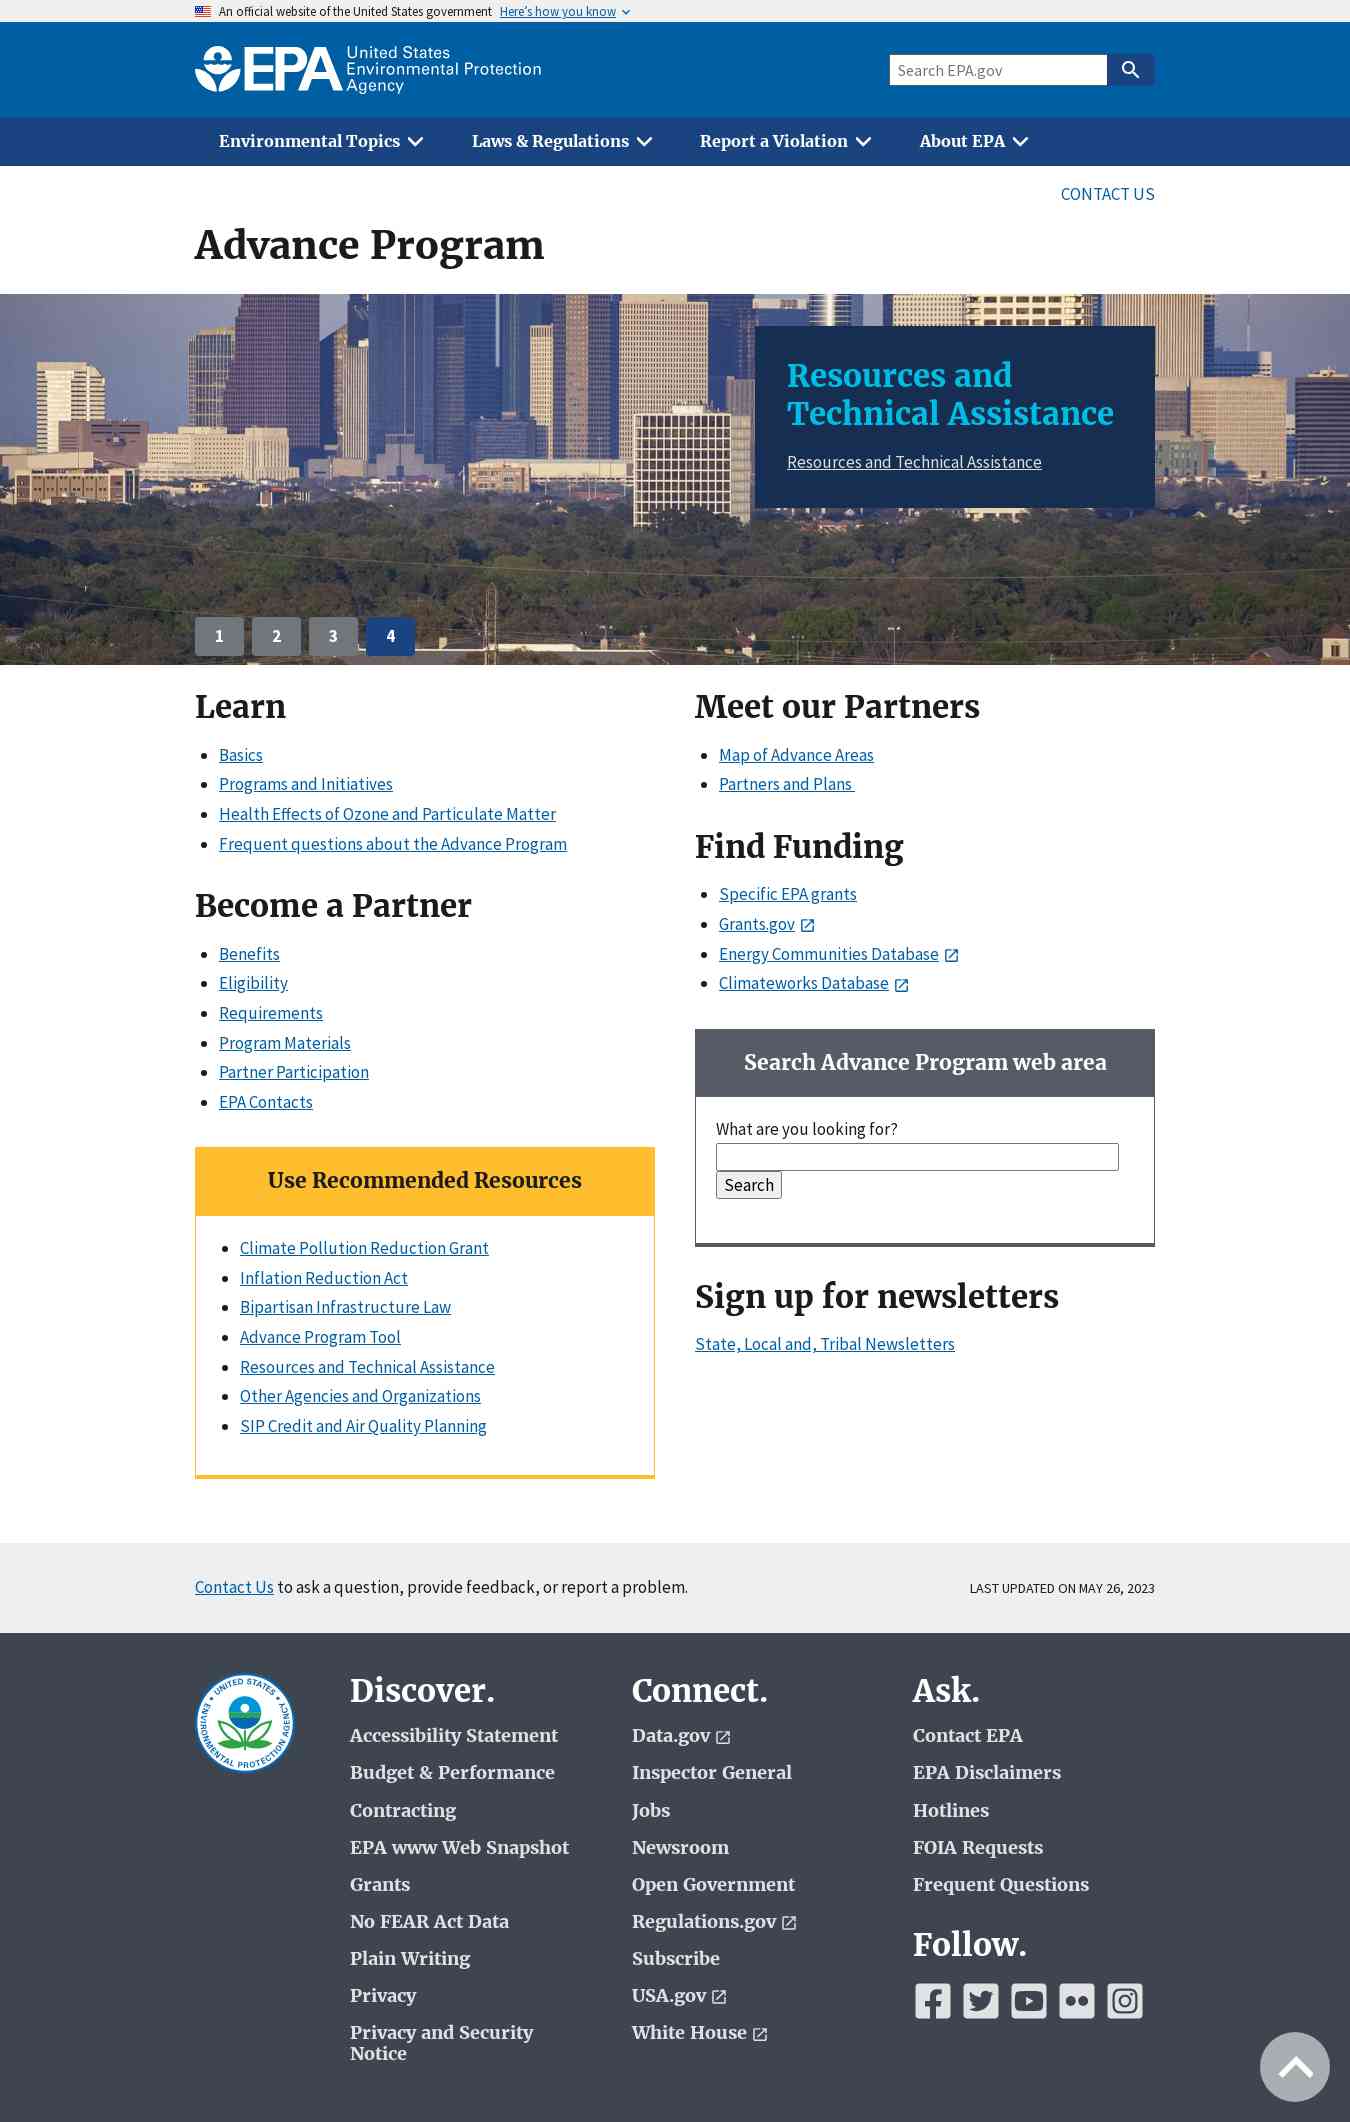 An official website of the United States government Here's how you know
EPA United States
Environmental Protection
Agency
Search EPA.gov
Environmental Topics
Laws & Regulations
Report a Violation
About EPA
CONTACT US
Advance Program
Resources and
Technical Assistance
Resources and Technical Assistance
1 2 3 4
Learn
Basics
Programs and Initiatives
Health Effects of Ozone and Particulate Matter
Frequent questions about the Advance Program
Become a Partner
Benefits
Eligibility
Requirements
Program Materials
Partner Participation
EPA Contacts
Use Recommended Resources
Climate Pollution Reduction Grant
Inflation Reduction Act
Bipartisan Infrastructure Law
Advance Program Tool
Resources and Technical Assistance
Other Agencies and Organizations
SIP Credit and Air Quality Planning
Meet our Partners
Map of Advance Areas
Partners and Plans
Find Funding
Specific EPA grants
Grants.gov
Energy Communities Database
Climateworks Database
Search Advance Program web area
What are you looking for?
Search
Sign up for newsletters
State, Local and, Tribal Newsletters
Contact Us to ask a question, provide feedback, or report a problem.
LAST UPDATED ON MAY 26, 2023
UNITED STATES
ENVIRONMENTAL PROTECTION AGENCY
Discover.
Accessibility Statement
Budget & Performance
Contracting
EPA www Web Snapshot
Grants
No FEAR Act Data
Plain Writing
Privacy
Privacy and Security
Notice
Connect.
Data.gov
Inspector General
Jobs
Newsroom
Open Government
Regulations.gov
Subscribe
USA.gov
White House
Ask.
Contact EPA
EPA Disclaimers
Hotlines
FOIA Requests
Frequent Questions
Follow.